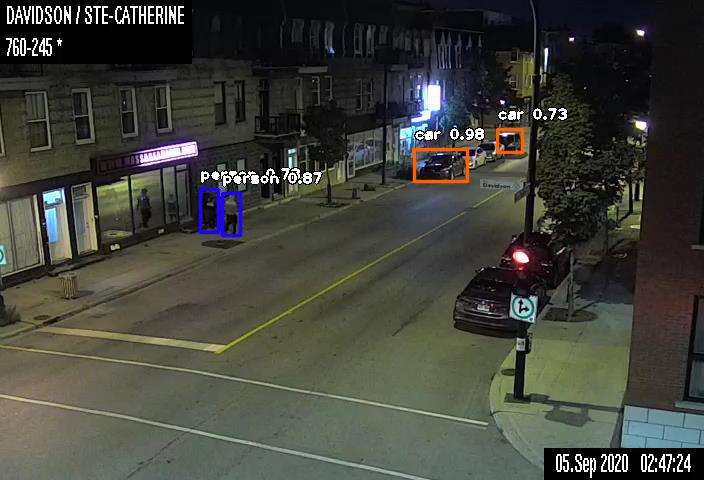 DAVIDSON / STE-CATHERINE
760-245 *
car 0.73
car 0.98
person 0.87
Davidson
05.Sep 2020 02:47:24